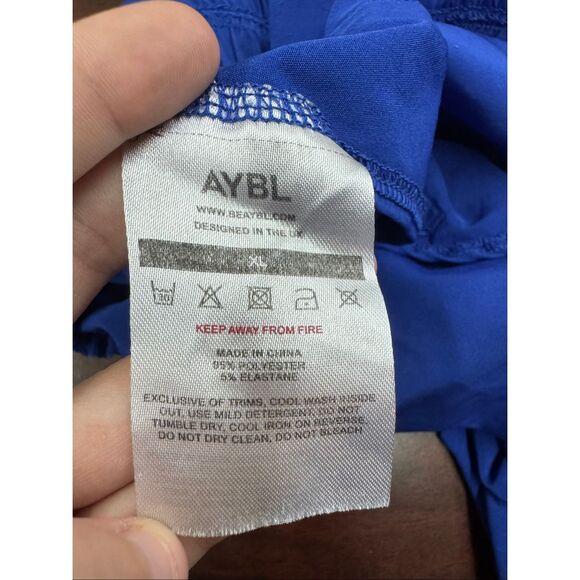 AYBL
WWW.BEAYBL.COM
DESIGNED IN THE UK
XL
30
KEEP AWAY FROM FIRE
MADE IN CHINA
95% POLYESTER
5% ELASTANE
EXCLUSIVE OF TRIMS, COOL WASH INSIDE
OUT, USE MILD DETERGENT, DO NOT
TUMBLE DRY, COOL IRON ON REVERSE,
DO NOT DRY CLEAN, DO NOT BLEACH